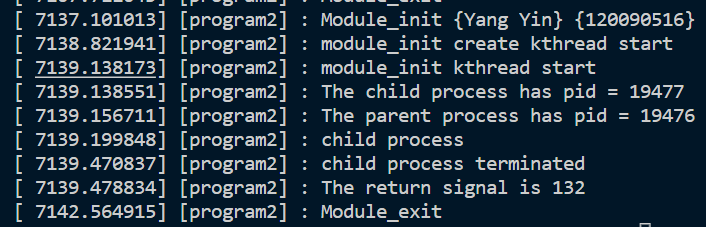 [ 7137.101013] [program2] : Module_init {Yang Yin} {120090516}
[ 7138.821941] [program2] : module_init create kthread start
[ 7139.138173] [program2] : module_init kthread start
[ 7139.138551] [program2] : The child process has pid = 19477
[ 7139.156711] [program2] : The parent process has pid = 19476
[ 7139.199848] [program2] : child process
[ 7139.470837] [program2] : child process terminated
[ 7139.478834] [program2] : The return signal is 132
[ 7142.564915] [program2] : Module_exit